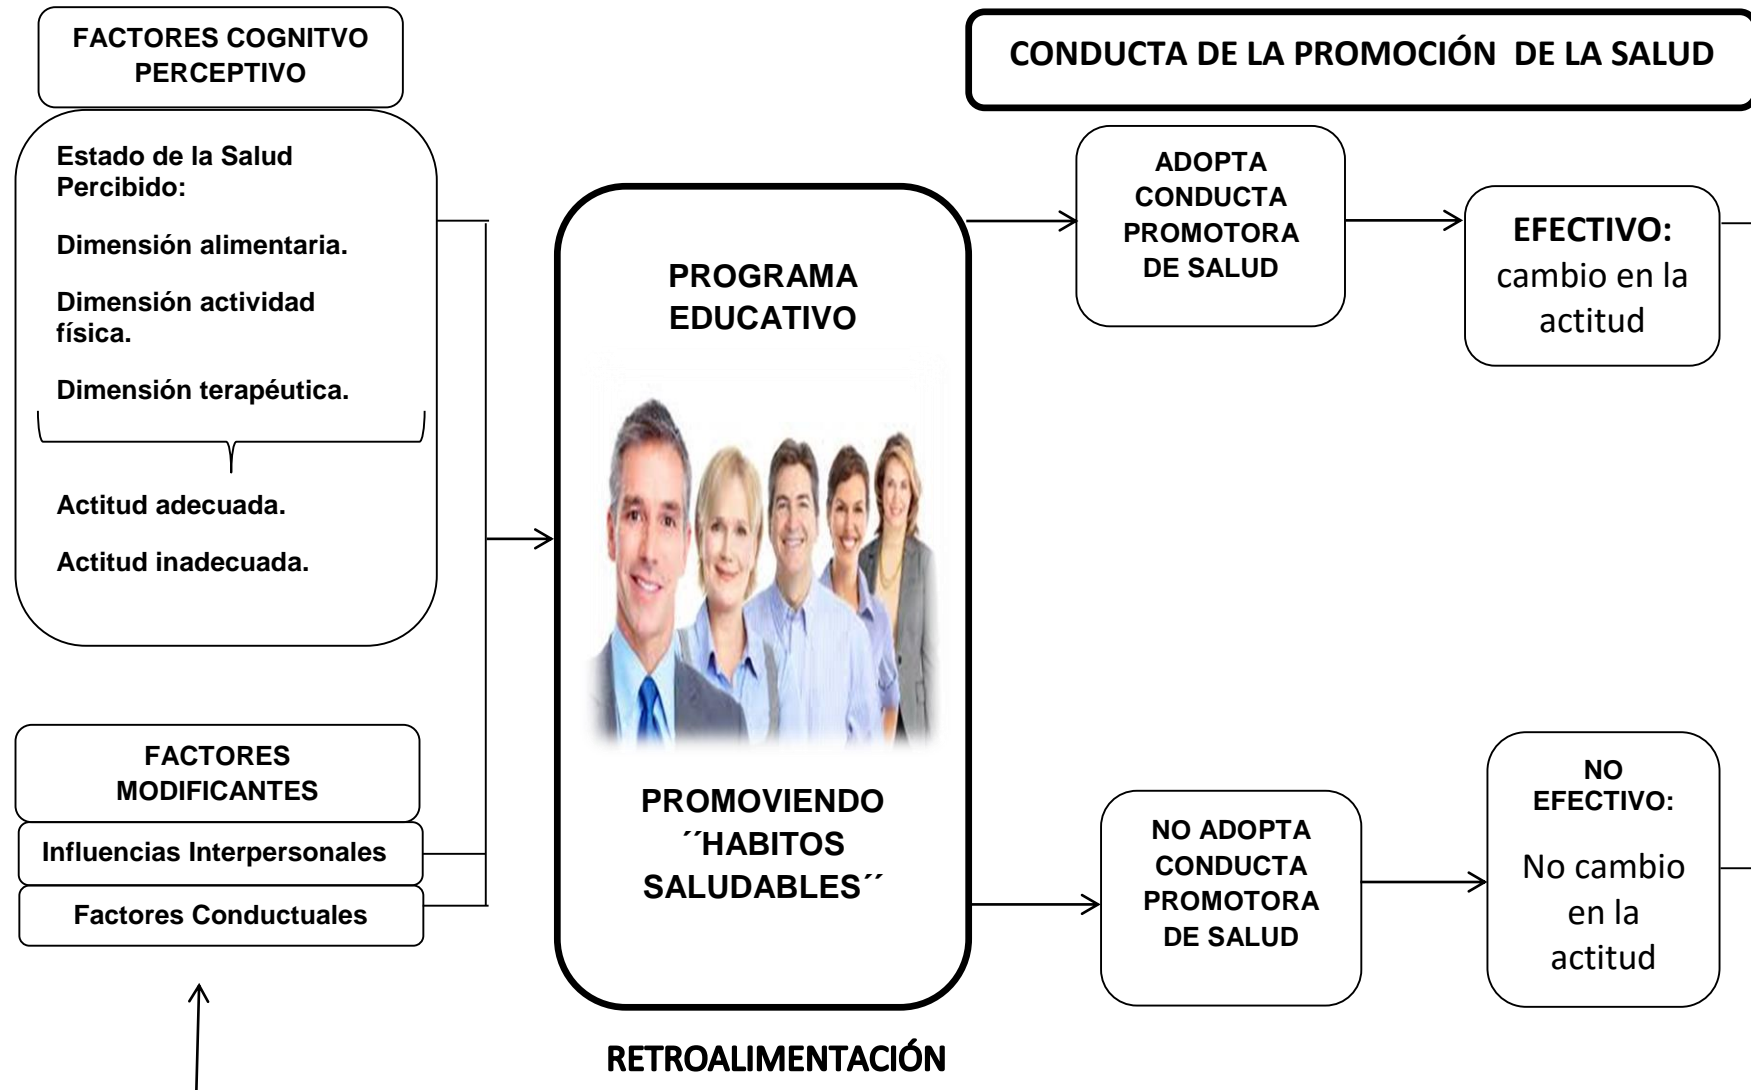 FACTORES COGNITVO
PERCEPTIVO
Estado de la Salud
Percibido:
Dimensión alimentaria.
Dimensión actividad
física.
Dimensión terapéutica.
Actitud adecuada.
Actitud inadecuada.
FACTORES
MODIFICANTES
Influencias Interpersonales
Factores Conductuales
PROGRAMA
EDUCATIVO
PROMOVIENDO
´´HABITOS
SALUDABLES´´
RETROALIMENTACIÓN
CONDUCTA DE LA PROMOCIÓN  DE LA SALUD
ADOPTA
CONDUCTA
PROMOTORA
DE SALUD
EFECTIVO:
cambio en la
actitud
NO ADOPTA
CONDUCTA
PROMOTORA
DE SALUD
NO
EFECTIVO:
No cambio
en la
actitud